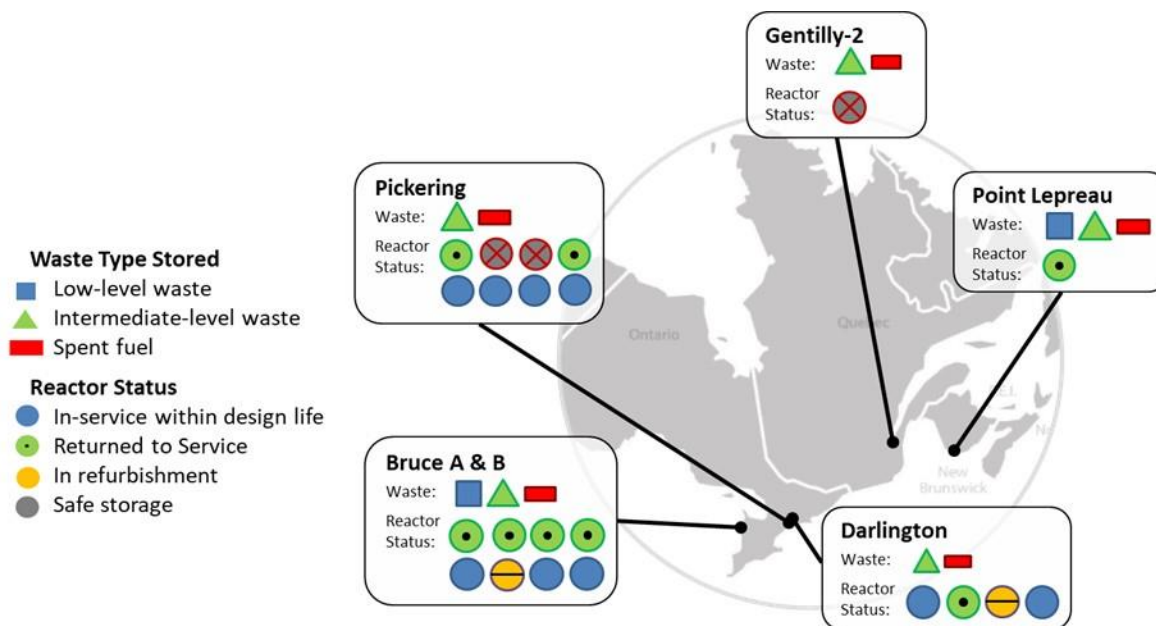 Gentilly-2
Waste:
Reactor
Status:
Pickering
Waste:
Reactor
Status:
Point Lepreau
Waste:
Reactor
Status:
Waste Type Stored
Low-level waste
Intermediate-level waste
Spent fuel
Reactor Status
In-service within design life
Returned to Service
In refurbishment
Safe storage
Ontario
Quebec
E.I.
New
Brunswick
Bruce A & B
Waste:
Reactor
Status:
Darlington
Waste:
Reactor
Status: